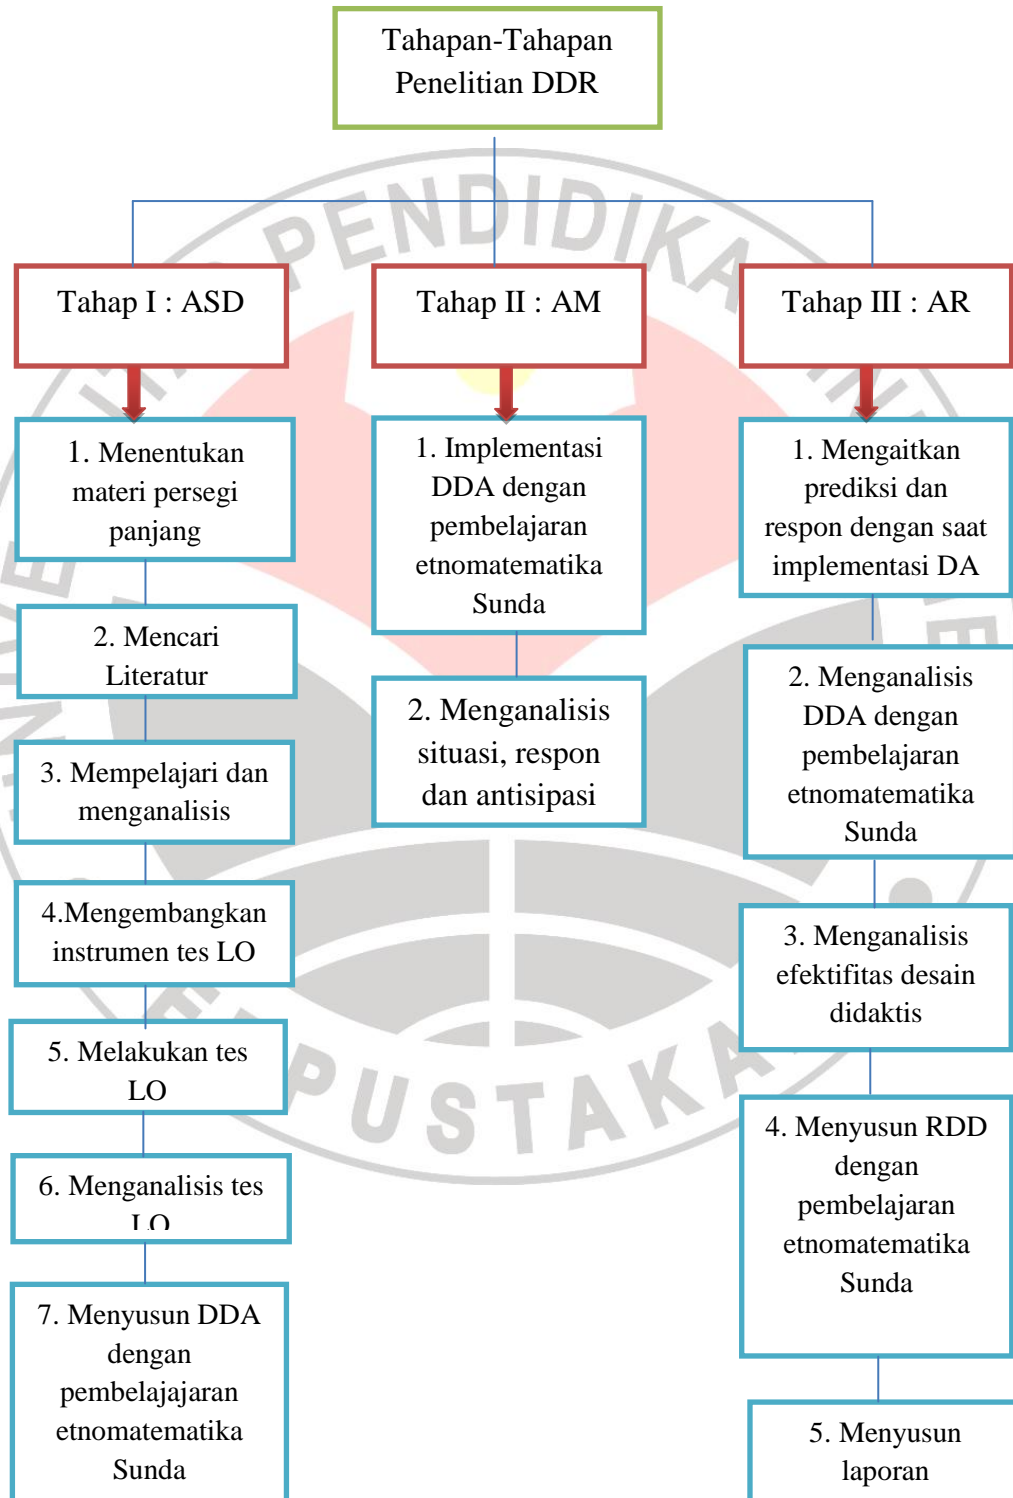 Tahapan-Tahapan
Penelitian DDR
Tahap I : ASD
1. Menentukan
materi persegi
panjang
2. Mencari
Literatur
3. Mempelajari dan
menganalisis
4.Mengembangkan
instrumen tes LO
5. Melakukan tes
LO
6. Menganalisis tes
LO
7. Menyusun DDA
dengan
pembelajajaran
etnomatematika
Sunda
Tahap II : AM
1. Implementasi
DDA dengan
pembelajaran
etnomatematika
Sunda
2. Menganalisis
situasi, respon
dan antisipasi
Tahap III : AR
1. Mengaitkan
prediksi dan
respon dengan saat
implementasi DA
2. Menganalisis
DDA dengan
pembelajaran
etnomatematika
Sunda
3. Menganalisis
efektifitas desain
didaktis
4. Menyusun RDD
dengan
pembelajaran
etnomatematika
Sunda
5. Menyusun
laporan
PENDIDIKA
PUSTAKA